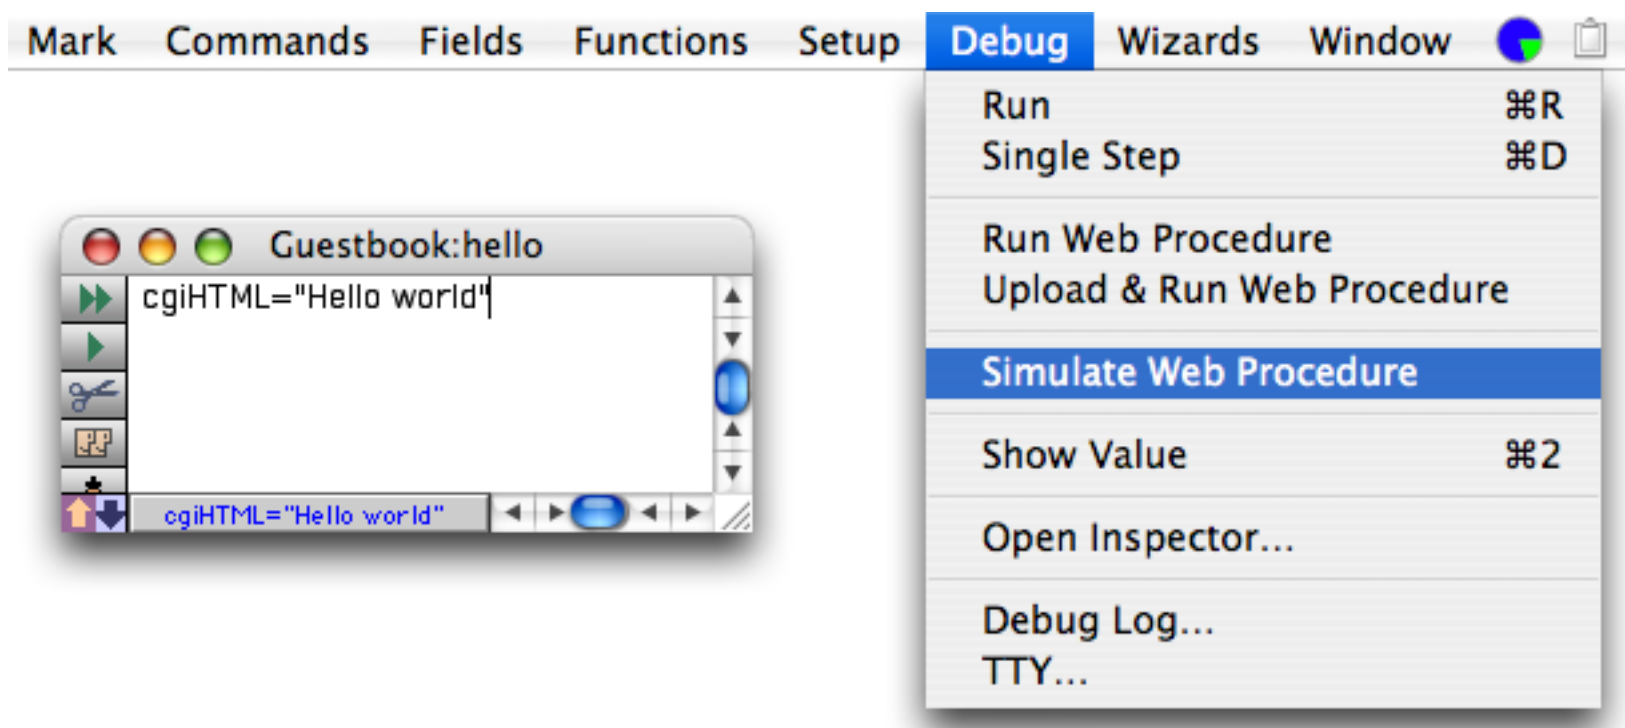 Mark Commands Fields Functions Setup Debug Wizards Window
Run ⌘R
Single Step ⌘D
Run Web Procedure
Upload & Run Web Procedure
Simulate Web Procedure
Show Value ⌘2
Open Inspector...
Debug Log...
TTY...
Guestbook:hello
cgiHTML="Hello world"
cgiHTML="Hello world"